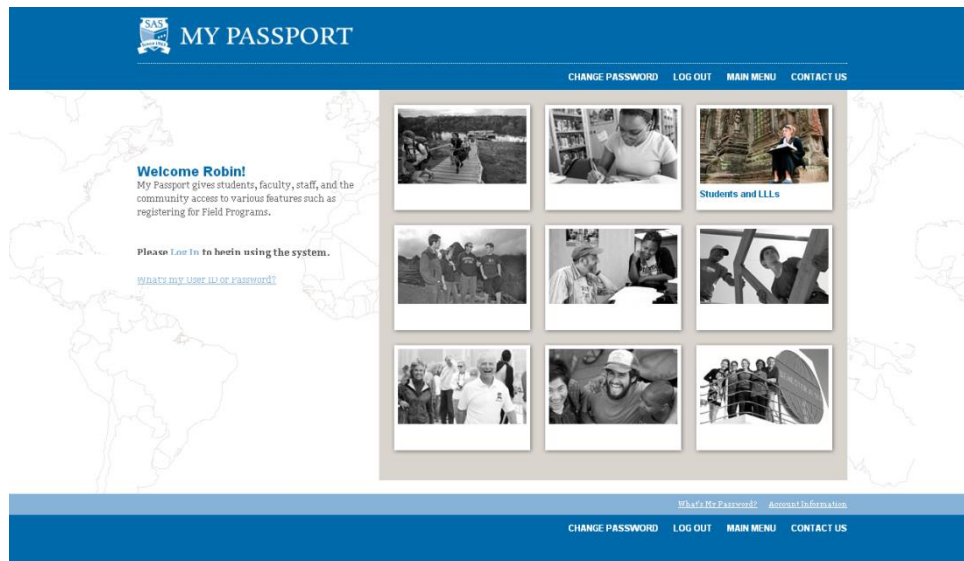 SAS
MY PASSPORT
CHANGE PASSWORD LOG OUT MAIN MENU CONTACT US
Welcome Robin!
My Passport gives students, faculty, staff, and the
community access to various features such as
registering for Field Programs.
Please Log In to begin using the system.
What's my User ID or Password?
Students and LLLs
What's My Password? Account Information
CHANGE PASSWORD LOG OUT MAIN MENU CONTACT US